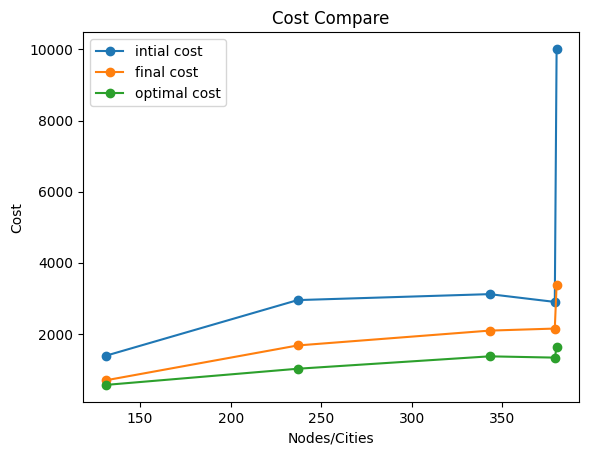 Cost Compare
intial cost
final cost
optimal cost
10000
8000
6000
4000
2000
Cost
150
200
250
300
350
Nodes/Cities